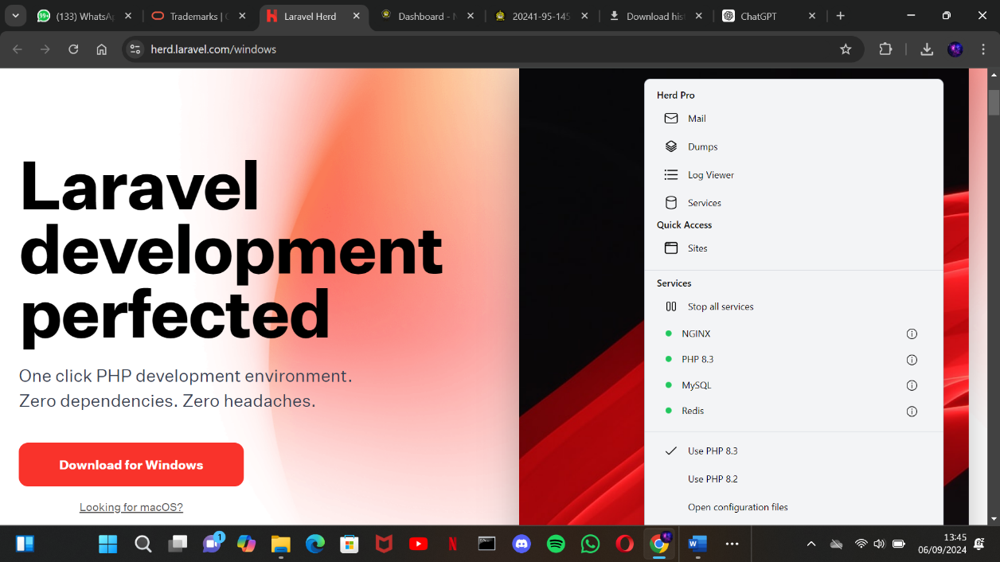 (133) WhatsAp
Trademarks | O
Laravel Herd
Dashboard - N
20241-95-145
Download his
ChatGPT
herd.laravel.com/windows
Laravel
development
perfected
One click PHP development environment.
Zero dependencies. Zero headaches.
Download for Windows
Looking for macOS?
Herd Pro
Mail
Dumps
Log Viewer
Services
Quick Access
Sites
Services
Stop all services
NGINX
PHP 8.3
MySQL
Redis
Use PHP 8.3
Use PHP 8.2
Open configuration files
1
13:45
06/09/2024